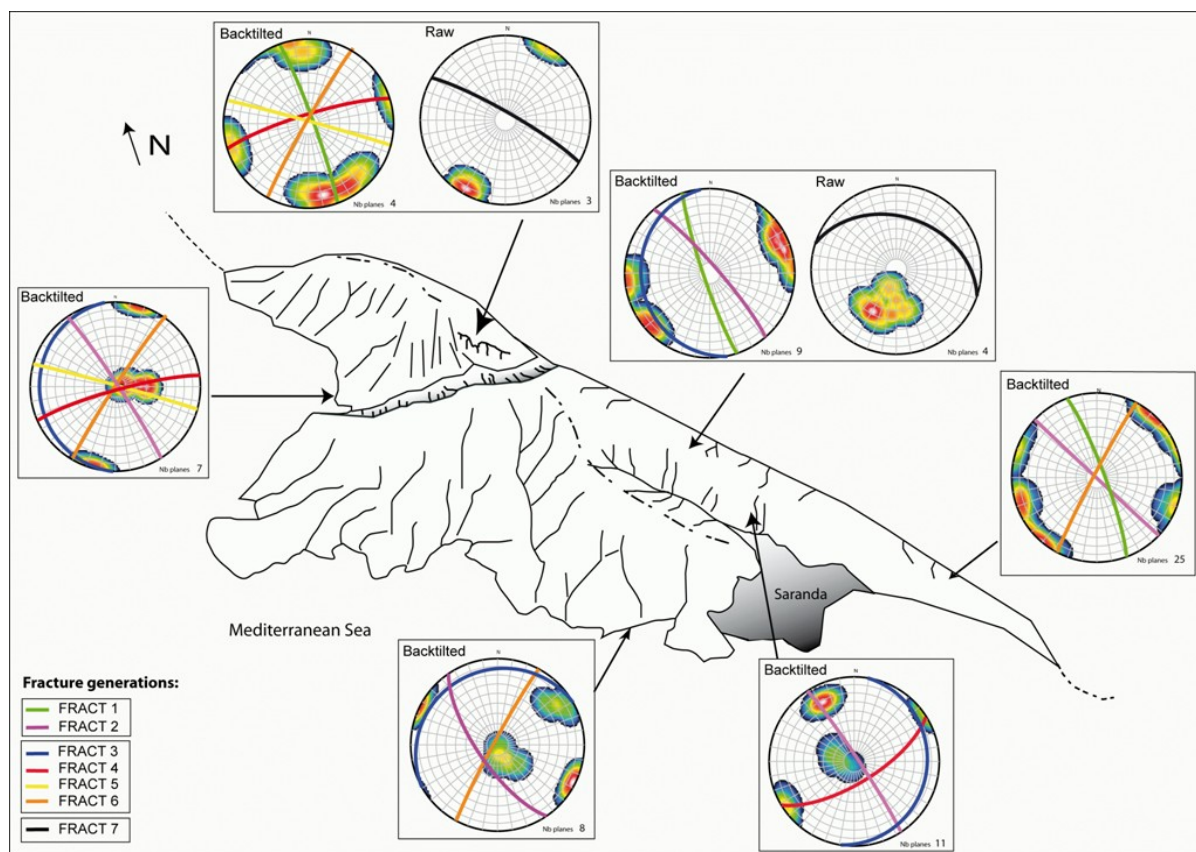 Backtilted
N
Nb planes 4
Raw
N
Nb planes 3
N
Backtilted
N
Nb planes 9
Raw
N
Nb planes 4
Backtilted
N
Nb planes 7
Backtilted
N
Nb planes 25
Saranda
Mediterranean Sea
Backtilted
N
Nb planes 8
Backtilted
N
Nb planes 11
Fracture generations:
FRACT 1
FRACT 2
FRACT 3
FRACT 4
FRACT 5
FRACT 6
FRACT 7